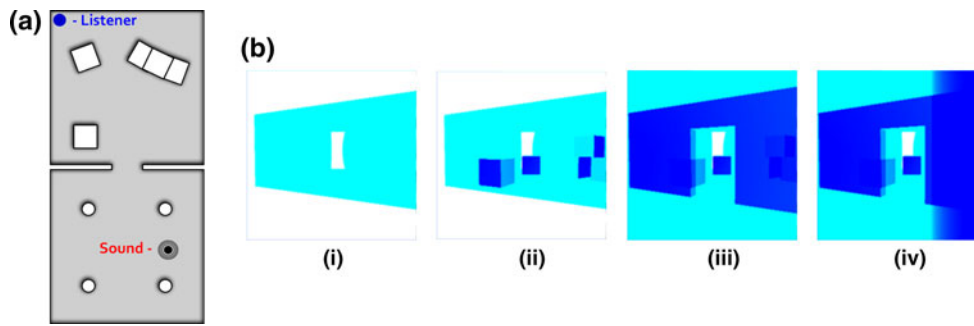 (a)
- Listener
Sound -
(b)
(i)
(ii)
(iii)
(iv)